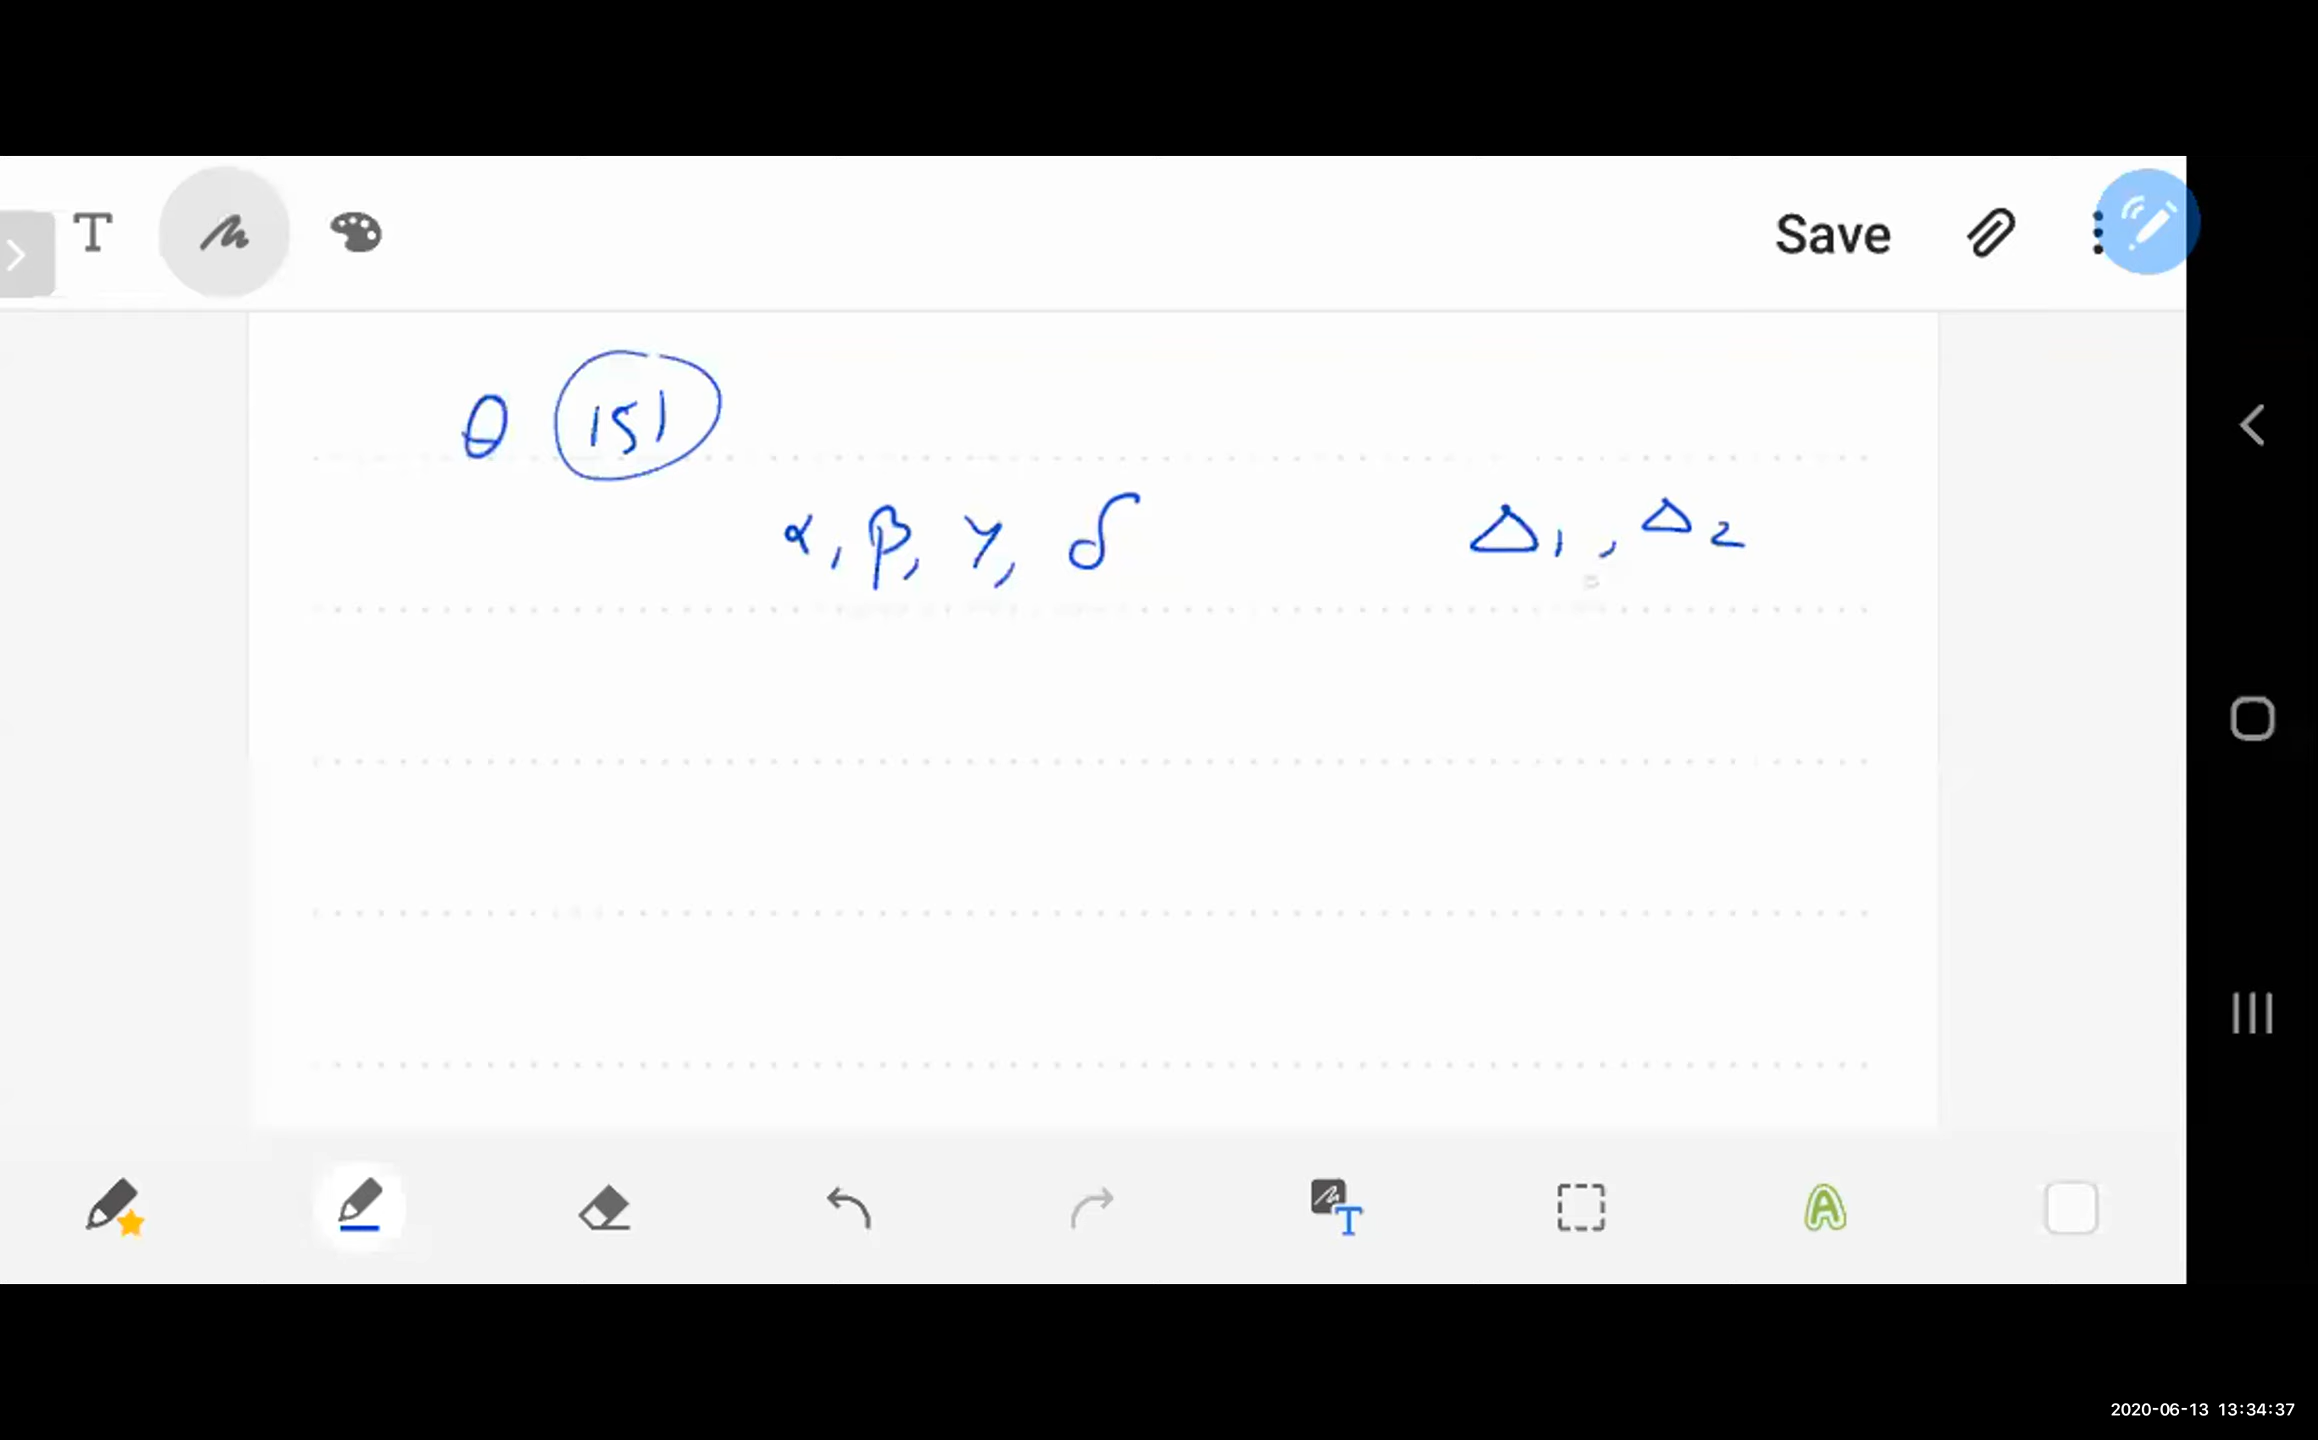 T Save
θ 151
α, β, γ, δ Δ1, Δ2
T A
2020-06-13 13:34:37